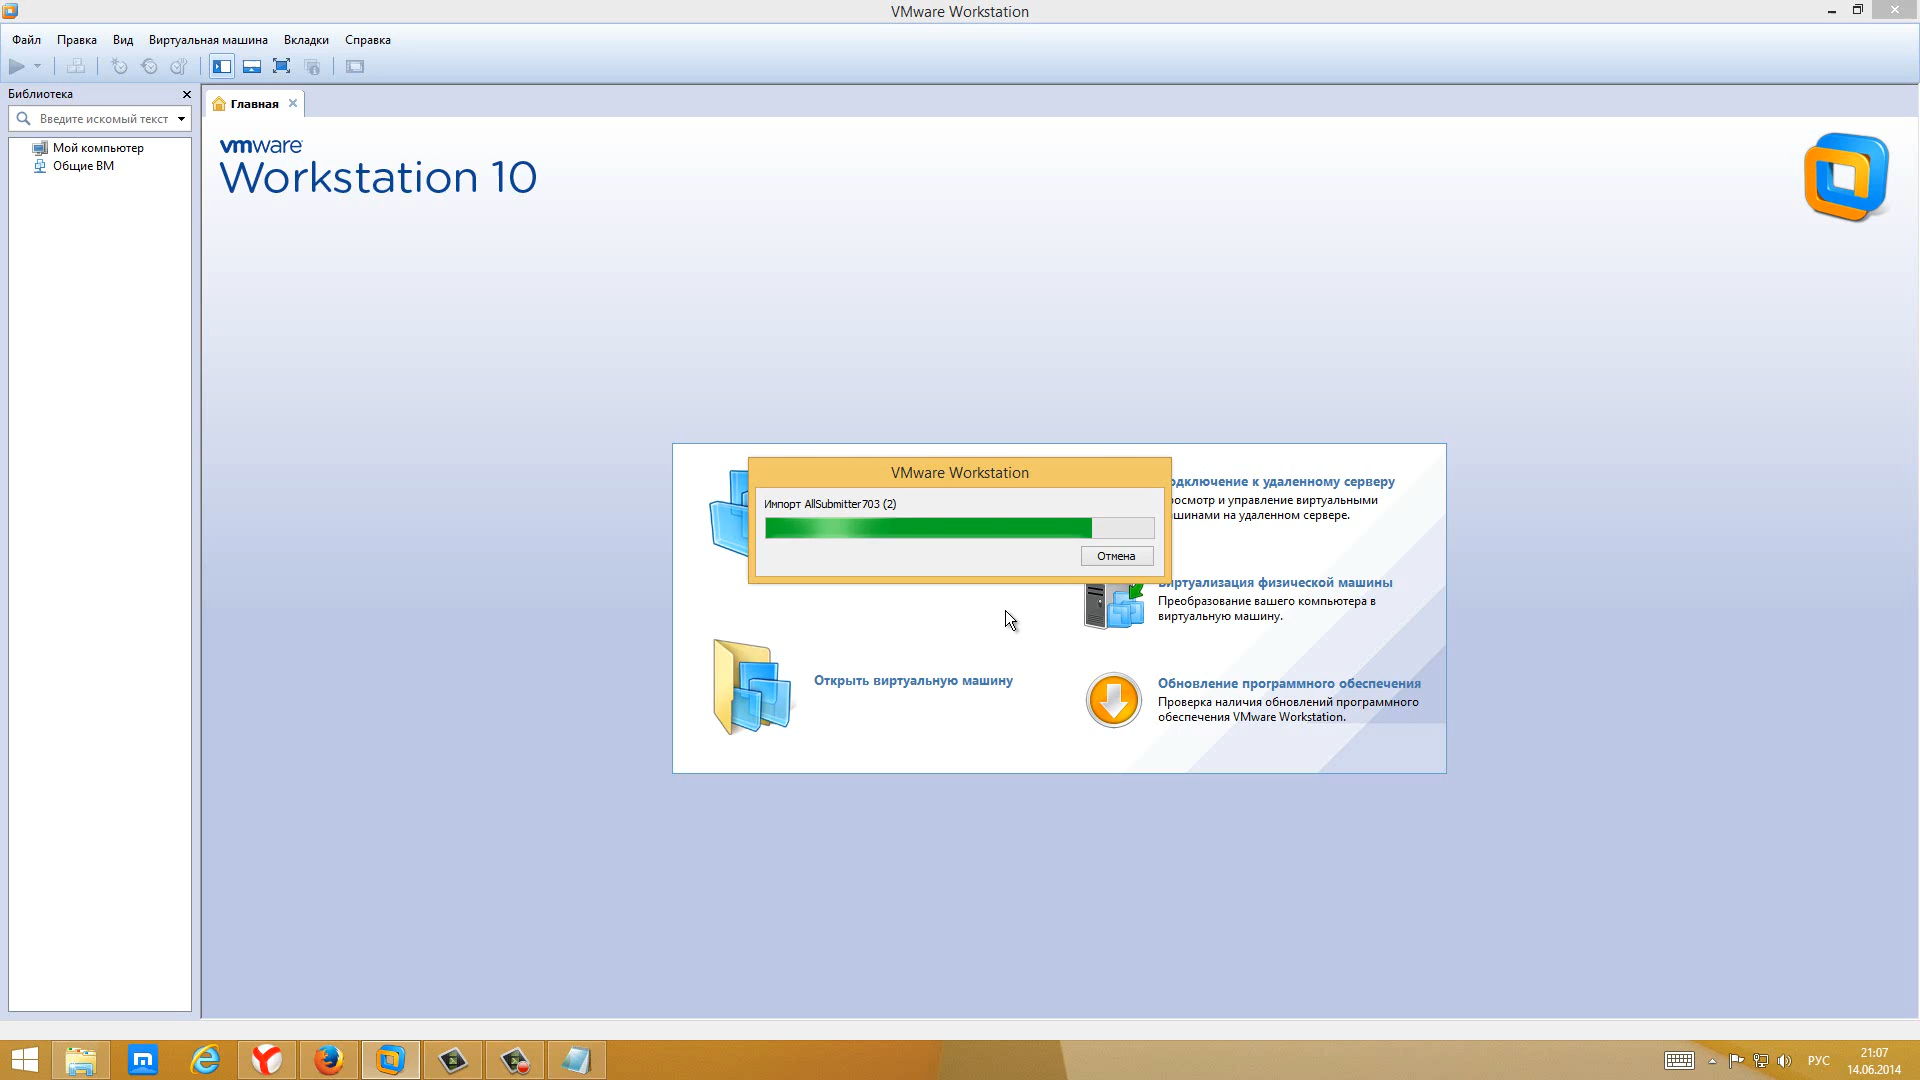 VMware Workstation
Файл Правка Вид Виртуальная машина Вкладки Справка
Библиотека
Введите искомый текст
Мой компьютер
Общие ВМ
Главная
vmware
Workstation 10
VMware Workstation
Импорт AllSubmitter703 (2)
Отмена
одключение к удаленному серверу
росмотр и управление виртуальными
шинами на удаленном сервере.
иртуализация физической машины
Преобразование вашего компьютера в
виртуальную машину.
Открыть виртуальную машину
Обновление программного обеспечения
Проверка наличия обновлений программного
обеспечения VMware Workstation.
РУС
21:07
14.06.2014